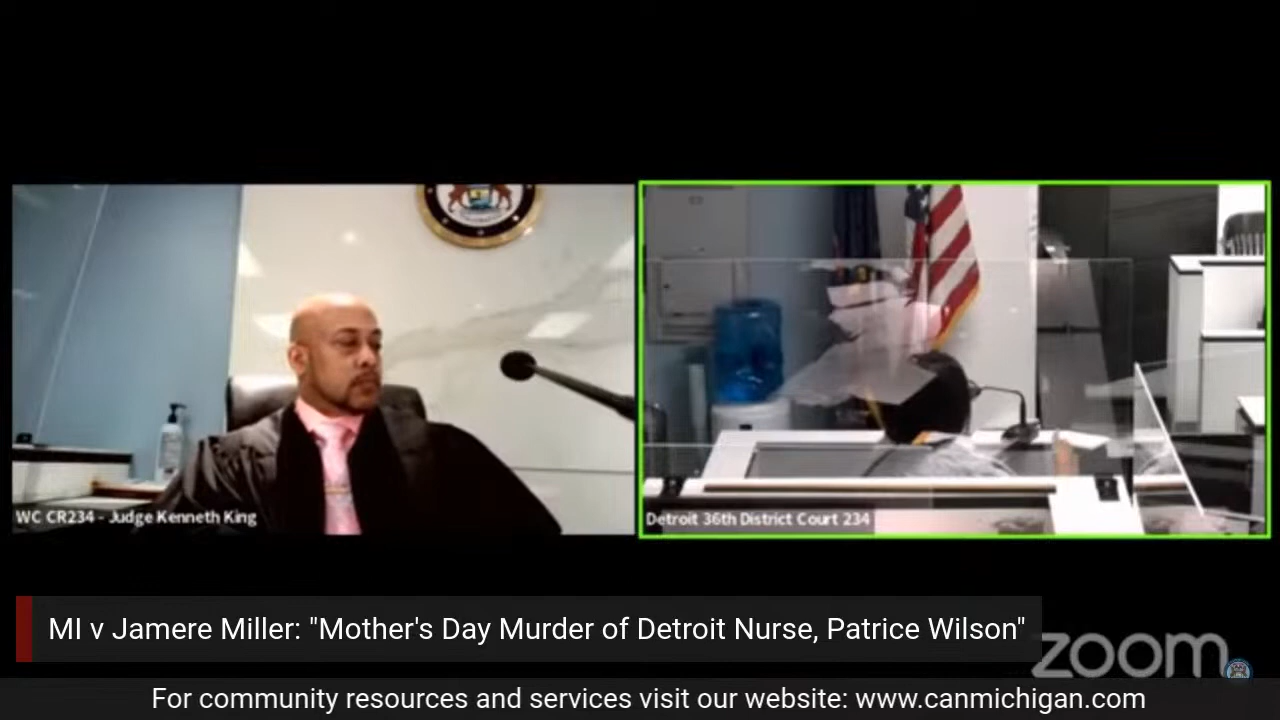 WC CR234 - Judge Kenneth King
Detroit 36th District Court 234
MI v Jamere Miller: "Mother's Day Murder of Detroit Nurse, Patrice Wilson"
zoom
For community resources and services visit our website: www.canmichigan.com